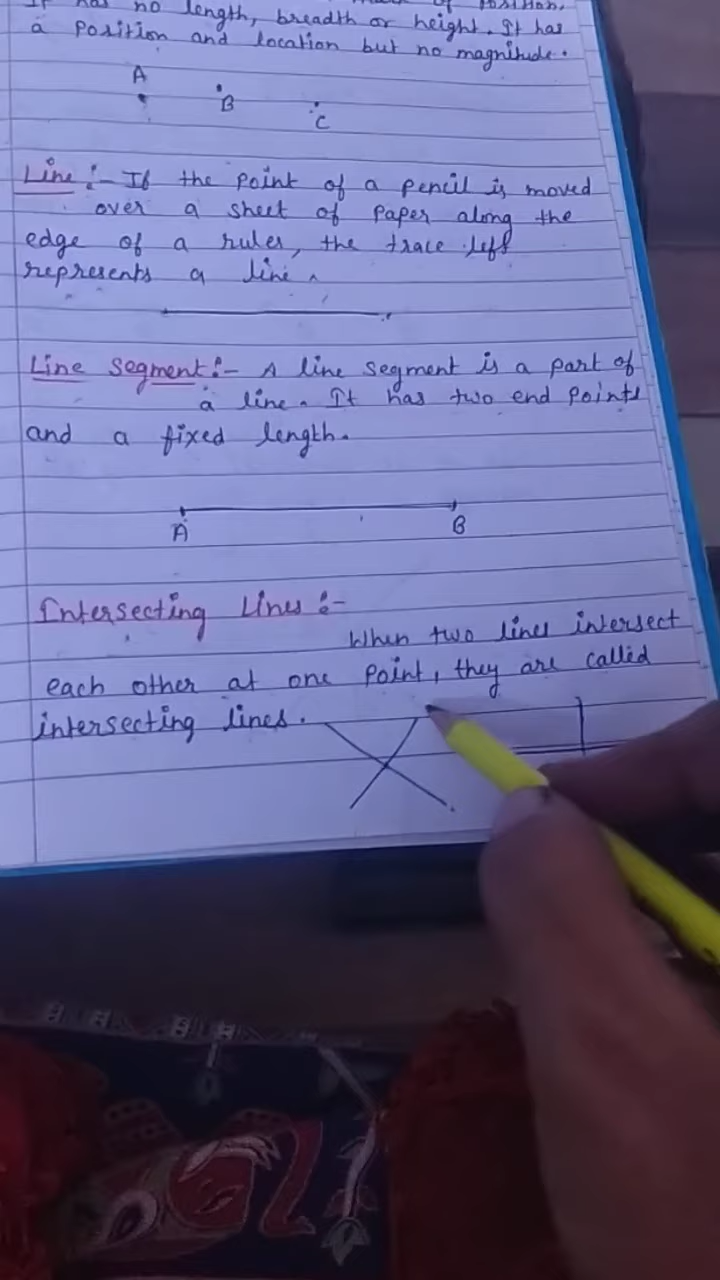 has no length, breadth or height. It has
a position and location but no magnitude.
A
B
C
Line :- If the point of a pencil is moved
over a sheet of paper along the
edge of a rules, the trace left
represents a line.
Line Segment :- A line segment is a part of
a line. It has two end points
and a fixed length.
A B
Intersecting Lines :-
When two lines intersect
each other at one point, they are called
intersecting lines.